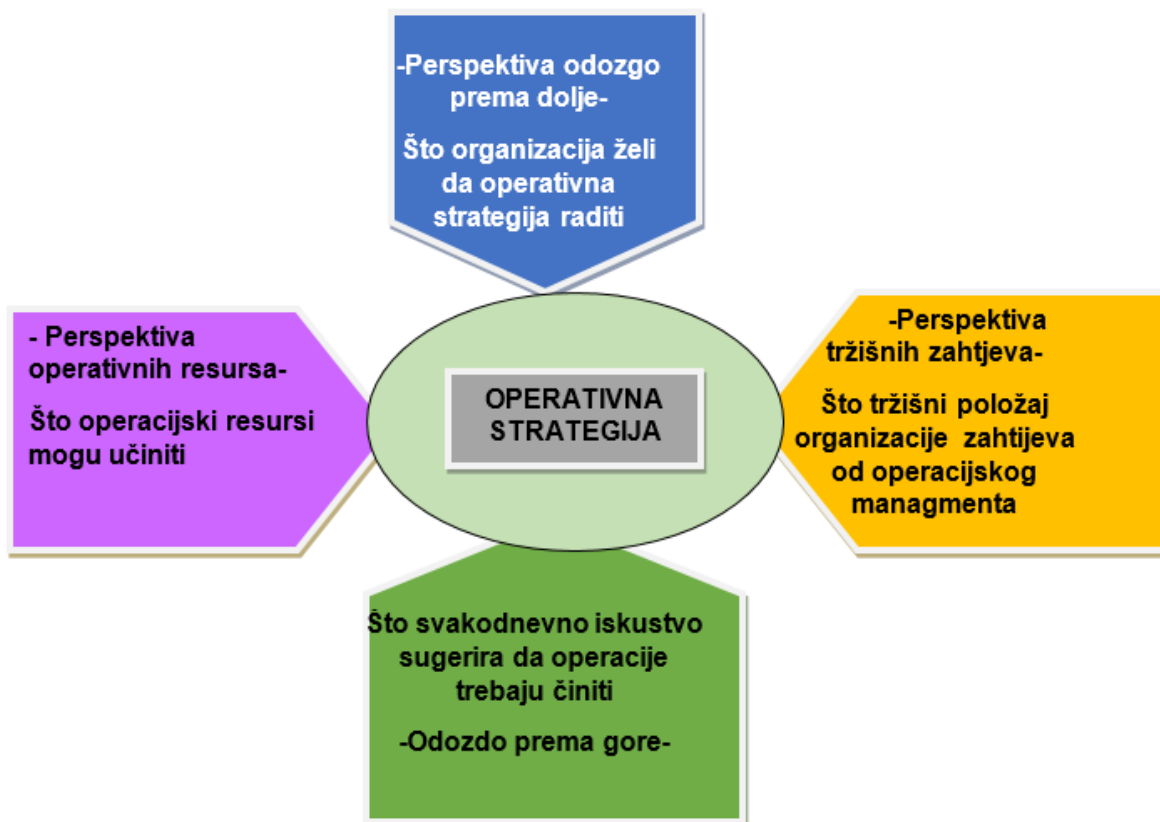 -Perspektiva odozgo
prema dolje-
Što organizacija želi
da operativna
strategija raditi
- Perspektiva
operativnih resursa-
Što operacijski resursi
mogu učiniti
OPERATIVNA
STRATEGIJA
-Perspektiva
tržišnih zahtjeva-
Što tržišni položaj
organizacije zahtijeva
od operacijskog
managmenta
Što svakodnevno iskustvo
sugerira da operacije
trebaju činiti
-Odozdo prema gore-